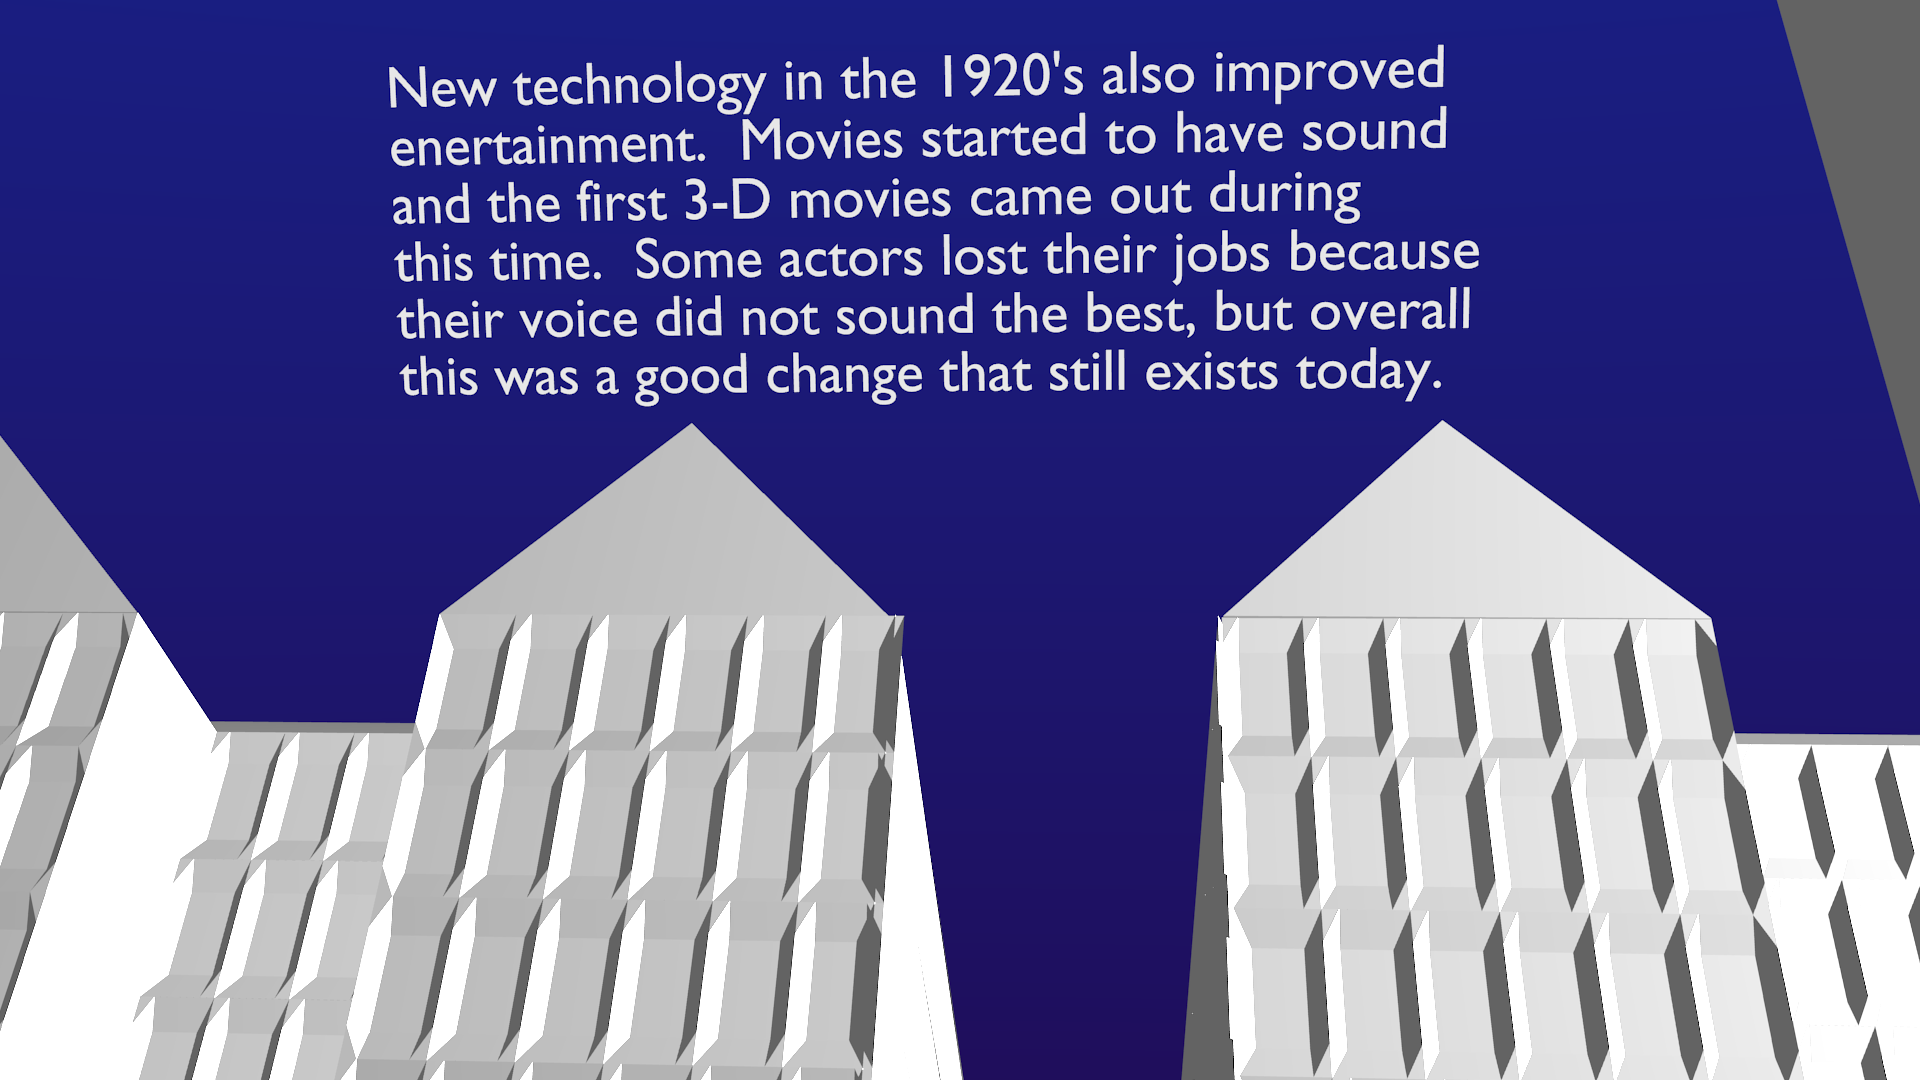 New technology in the 1920's also improved
enertainment.  Movies started to have sound
and the first 3-D movies came out during
this time.  Some actors lost their jobs because
their voice did not sound the best, but overall
this was a good change that still exists today.